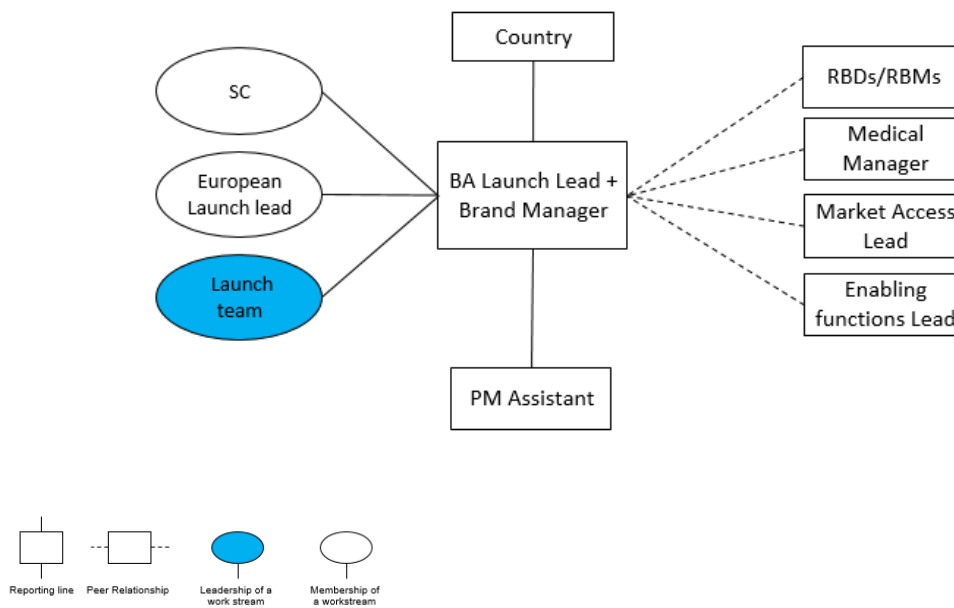 Country
SC
European
Launch lead
Launch
team
BA Launch Lead +
Brand Manager
RBDs/RBMs
Medical
Manager
Market Access
Lead
Enabling
functions Lead
PM Assistant
Reporting line
Peer Relationship
Leadership of a
work stream
Membership of
a workstream